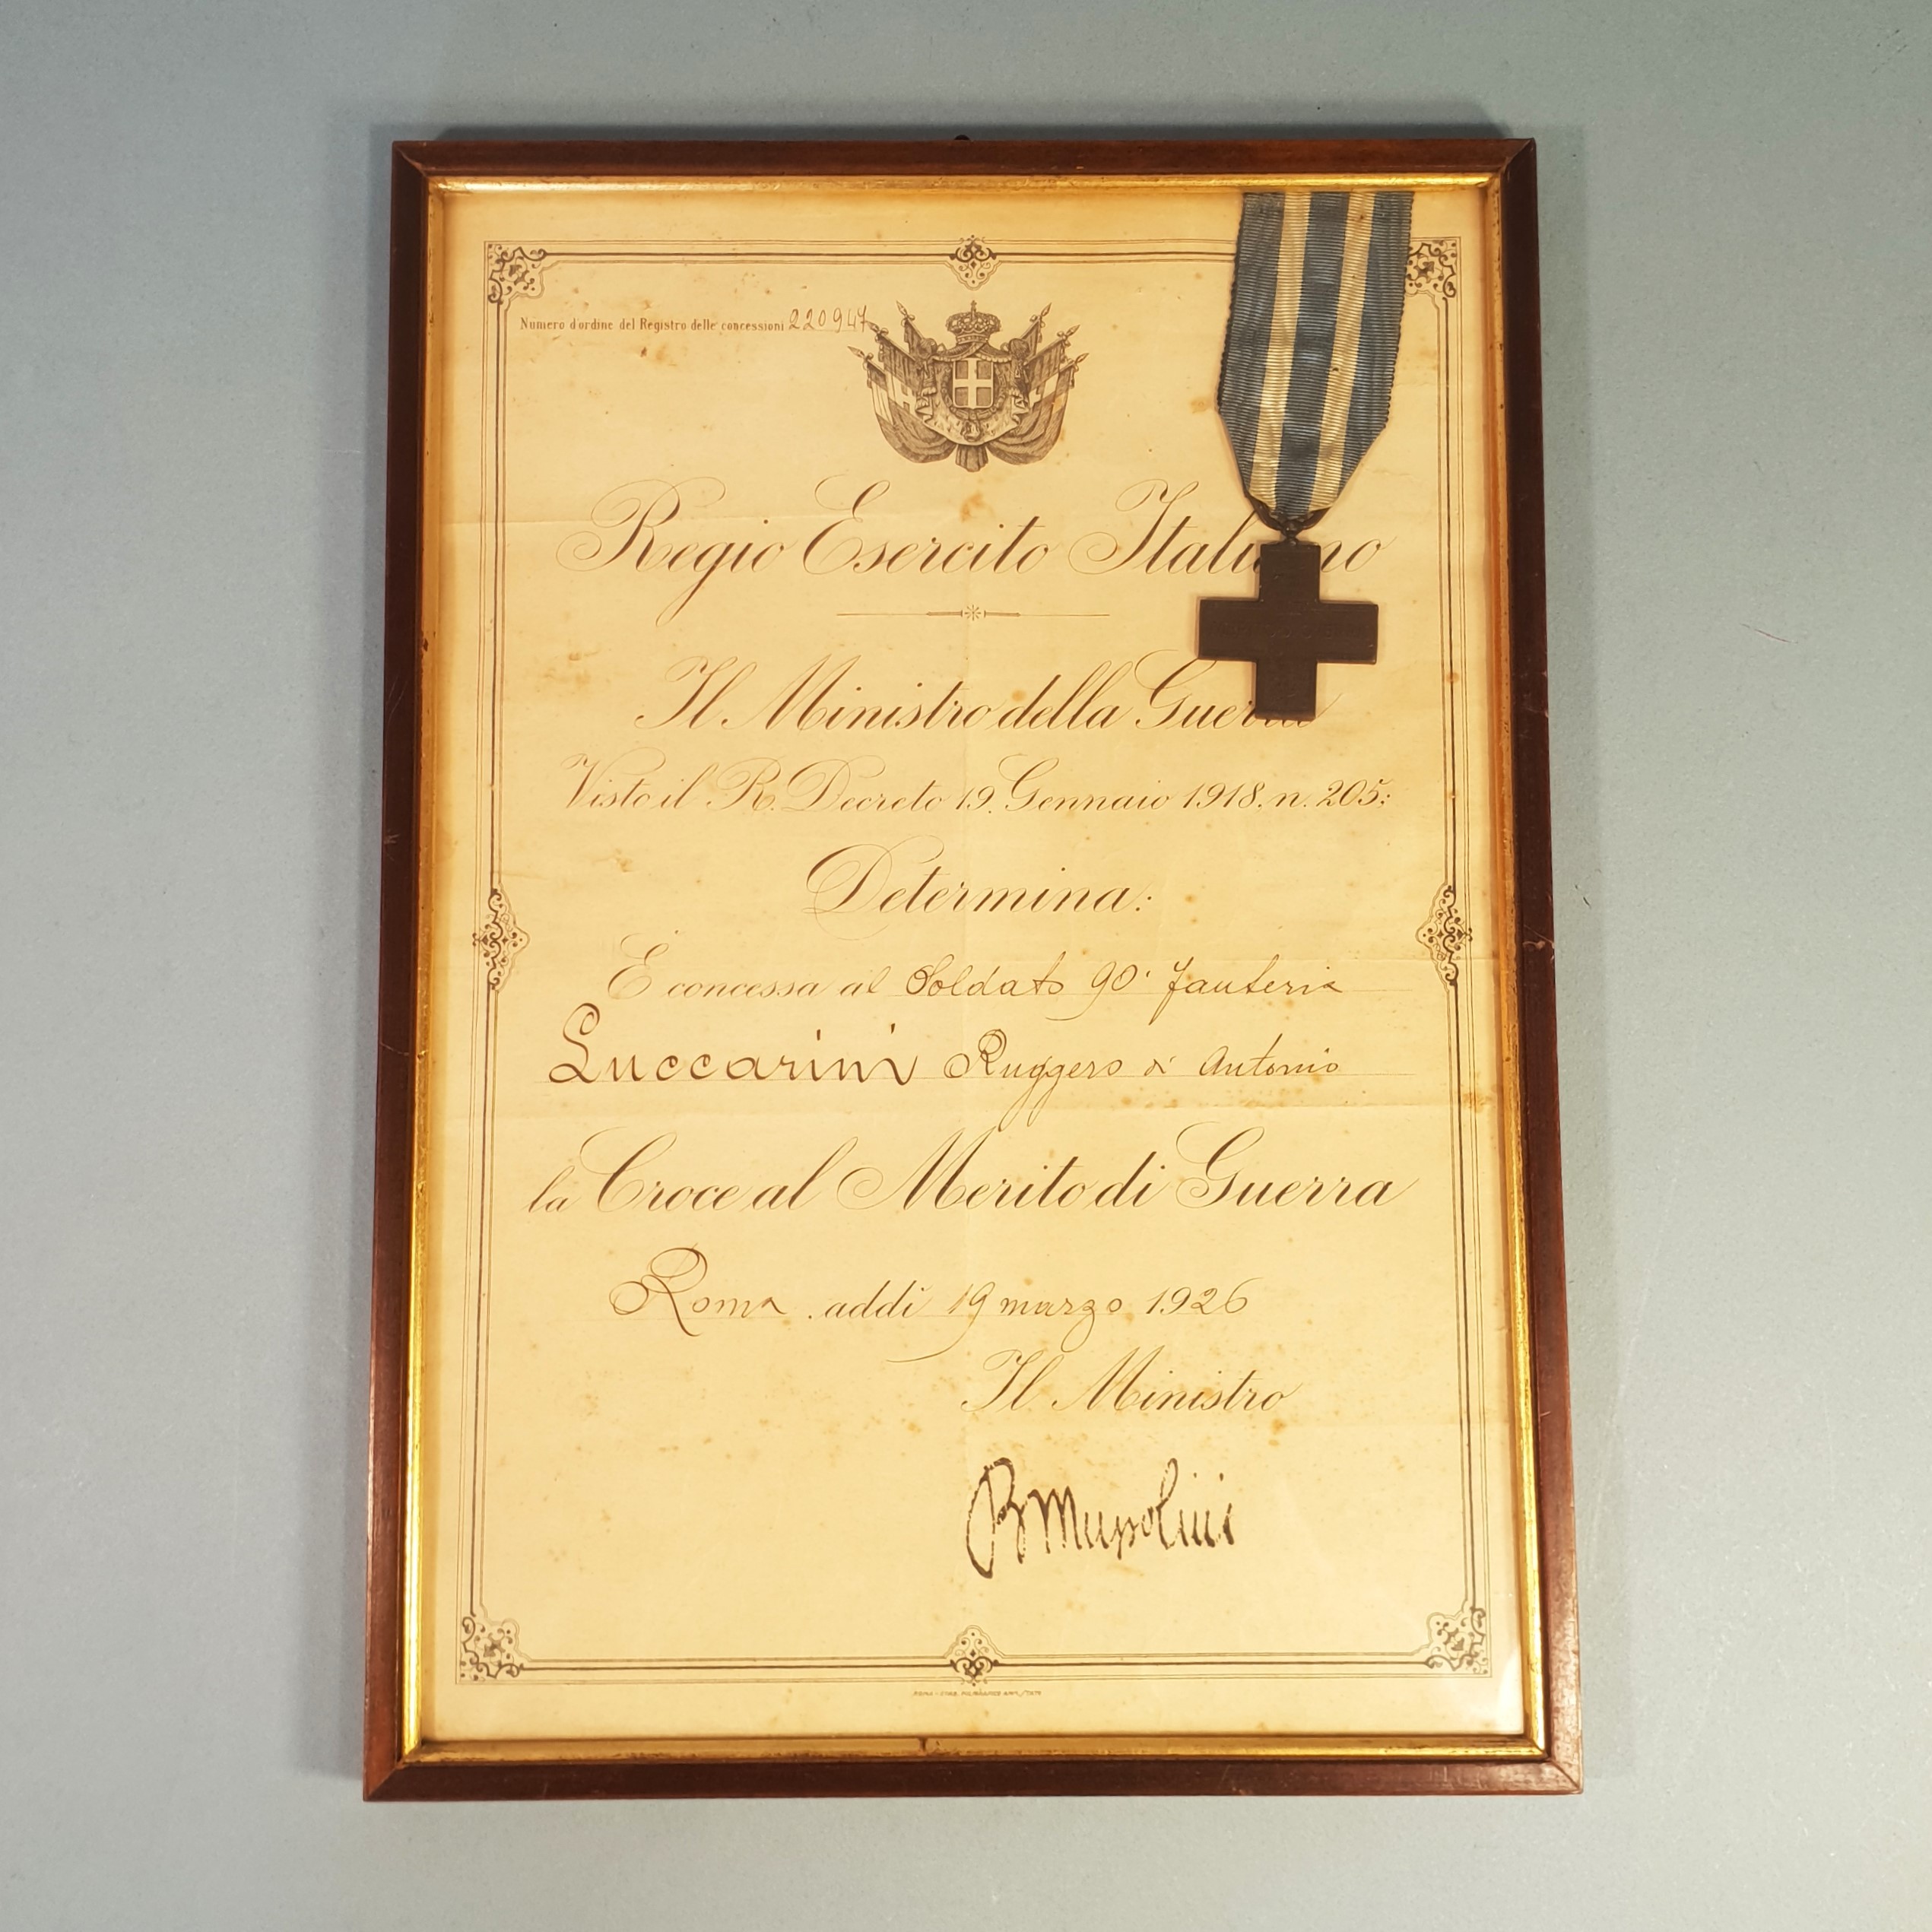 Numero d'ordine del Registro delle concessioni 220947
Regio Esercito Italiano
Il Ministro della Guerra
Visto il R. Decreto 19. Gennaio 1918. n. 205:
Determina:
È concessa al Soldato 90° fanteria
Luccarini Ruggero di Antonio
la Croce al Merito di Guerra
Roma. addì 19 marzo 1926
Il Ministro
B Mussolini